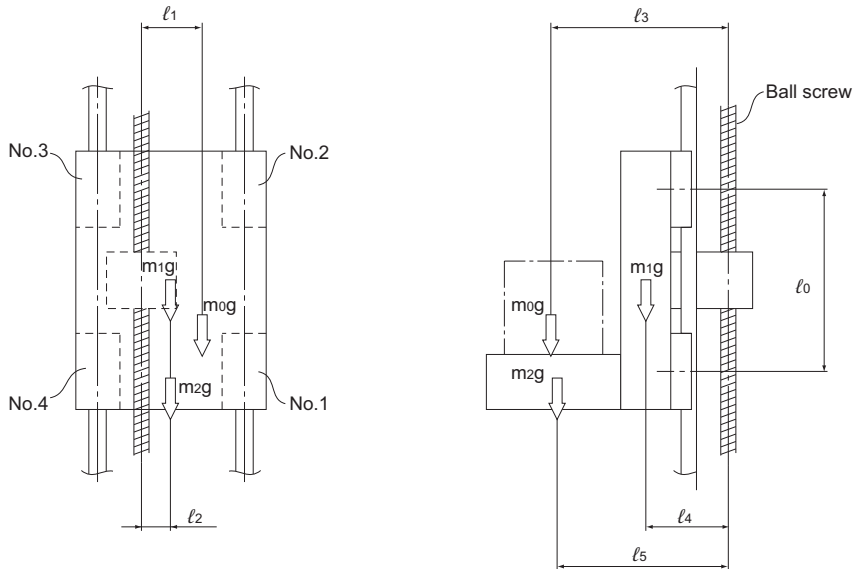 ℓ1
No.3
No.2
m1g
m0g
m2g
No.4
No.1
ℓ2
ℓ3
Ball screw
m1g
ℓ0
m0g
m2g
ℓ4
ℓ5